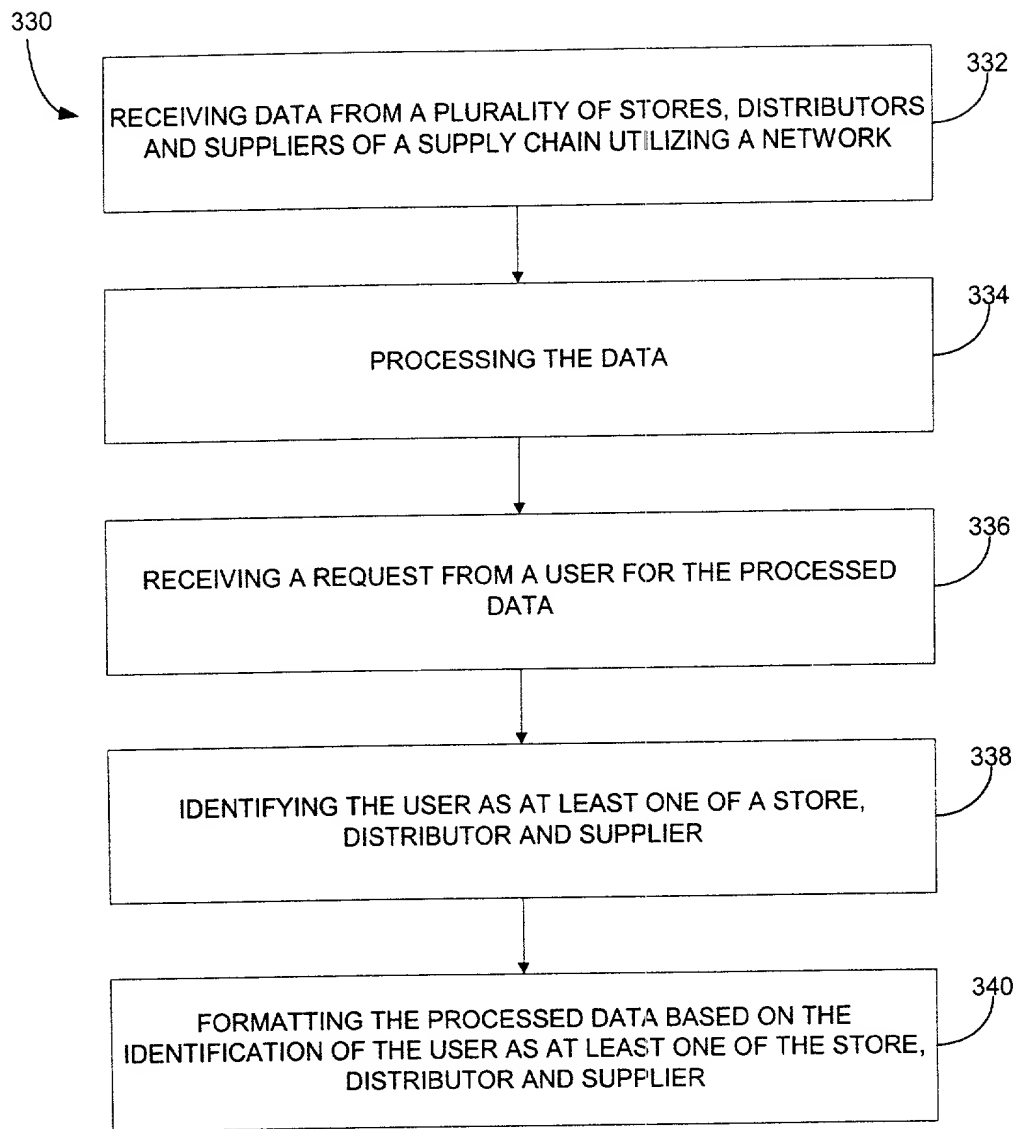 330
332
RECEIVING DATA FROM A PLURALITY OF STORES, DISTRIBUTORS
AND SUPPLIERS OF A SUPPLY CHAIN UTILIZING A NETWORK
334
PROCESSING THE DATA
336
RECEIVING A REQUEST FROM A USER FOR THE PROCESSED
DATA
338
IDENTIFYING THE USER AS AT LEAST ONE OF A STORE,
DISTRIBUTOR AND SUPPLIER
340
FORMATTING THE PROCESSED DATA BASED ON THE
IDENTIFICATION OF THE USER AS AT LEAST ONE OF THE STORE,
DISTRIBUTOR AND SUPPLIER